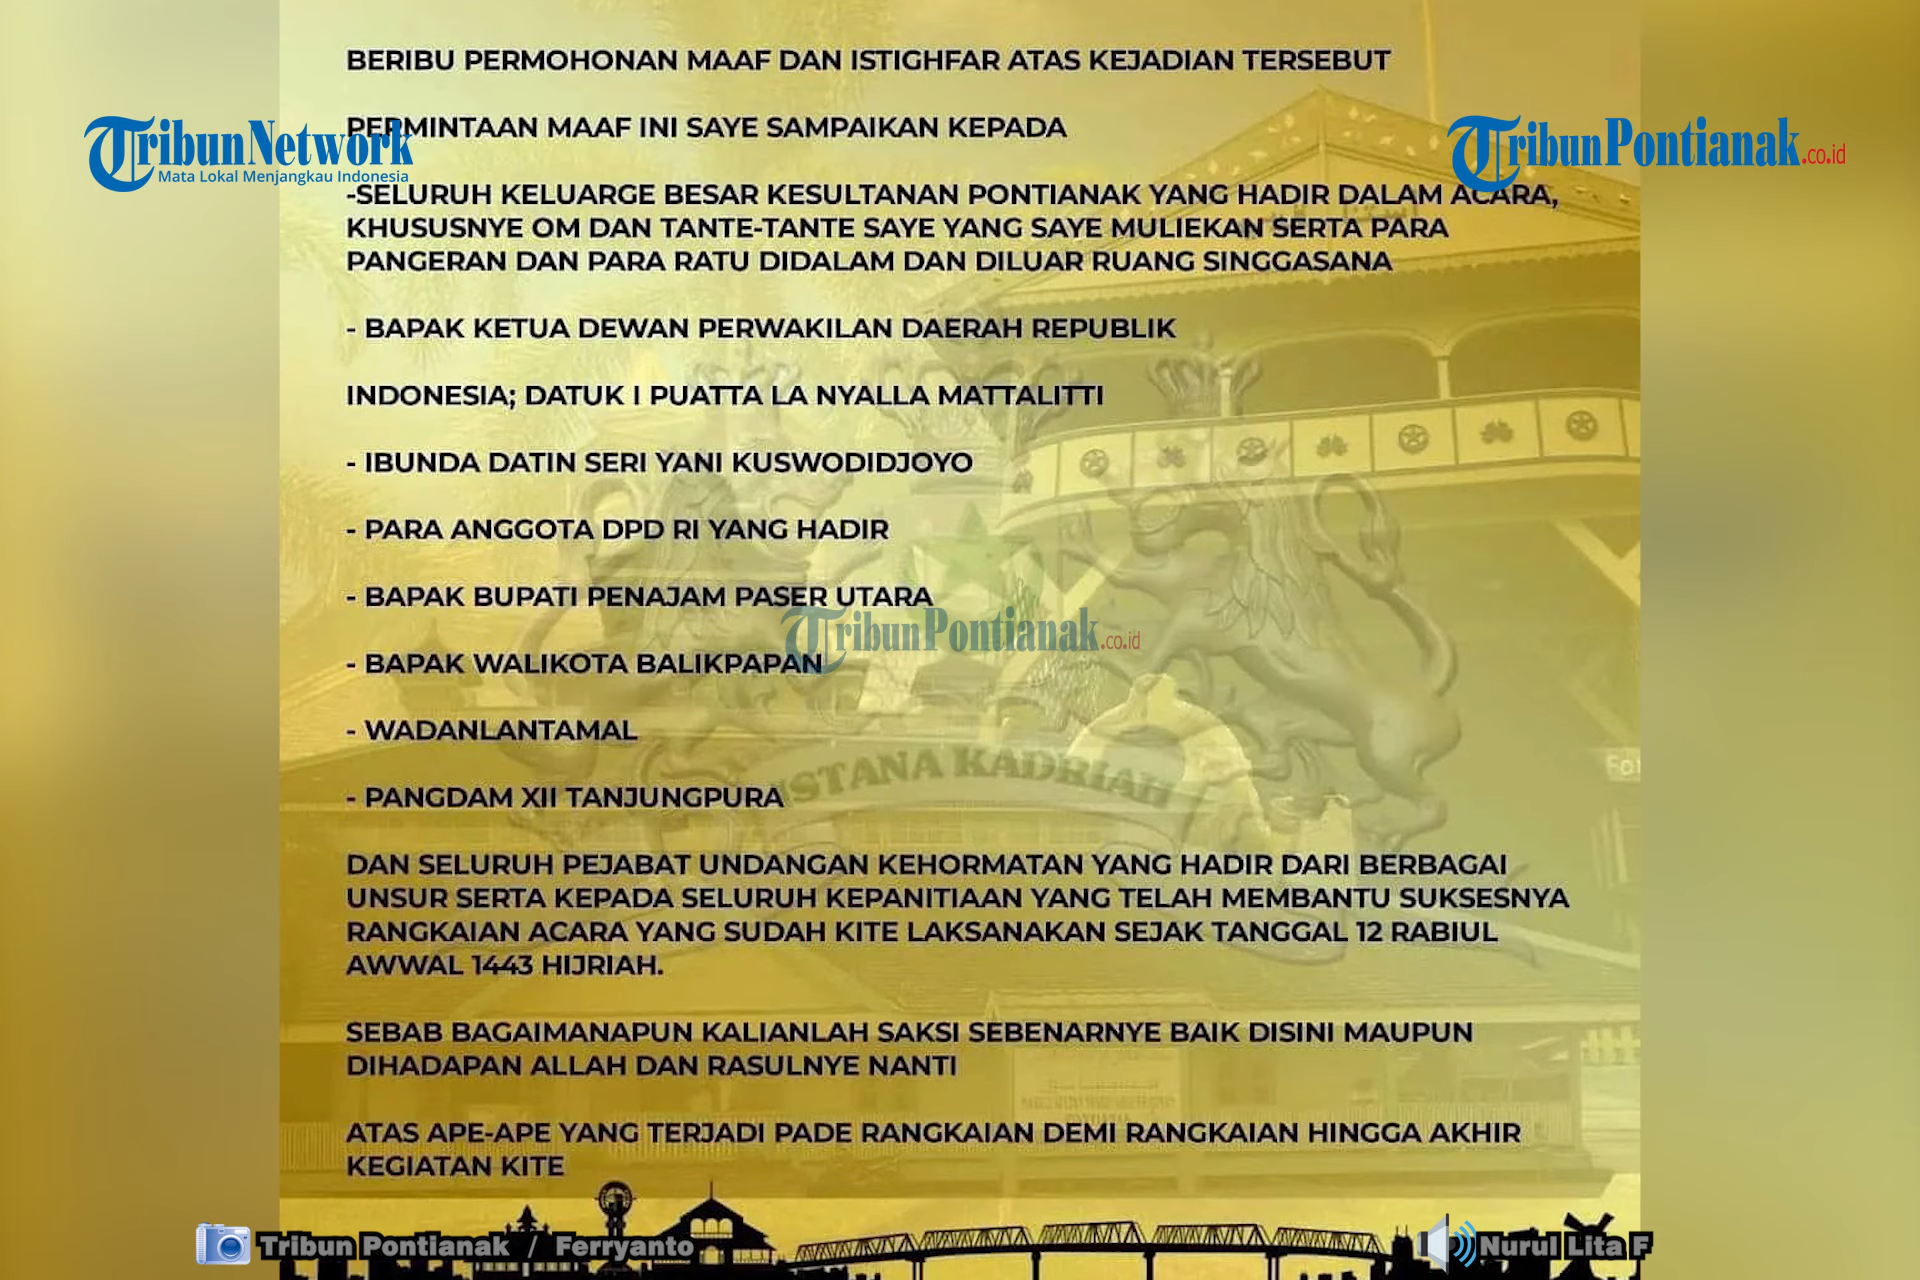 BERIBU PERMOHONAN MAAF DAN ISTIGHFAR ATAS KEJADIAN TERSEBUT
PERMINTAAN MAAF INI SAYE SAMPAIKAN KEPADA
TribunNetwork
Mata Lokal Menjangkau Indonesia
TribunPontianak.co.id
-SELURUH KELUARGE BESAR KESULTANAN PONTIANAK YANG HADIR DALAM ACARA,
KHUSUSNYE OM DAN TANTE-TANTE SAYE YANG SAYE MULIEKAN SERTA PARA
PANGERAN DAN PARA RATU DIDALAM DAN DILUAR RUANG SINGGASANA
- BAPAK KETUA DEWAN PERWAKILAN DAERAH REPUBLIK
INDONESIA; DATUK I PUATTA LA NYALLA MATTALITTI
- IBUNDA DATIN SERI YANI KUSWODIDJOYO
- PARA ANGGOTA DPD RI YANG HADIR
- BAPAK BUPATI PENAJAM PASER UTARA
TribunPontianak.co.id
- BAPAK WALIKOTA BALIKPAPAN
- WADANLANTAMAL
ISTANA KADRIAH
- PANGDAM XII TANJUNGPURA
DAN SELURUH PEJABAT UNDANGAN KEHORMATAN YANG HADIR DARI BERBAGAI
UNSUR SERTA KEPADA SELURUH KEPANITIAAN YANG TELAH MEMBANTU SUKSESNYA
RANGKAIAN ACARA YANG SUDAH KITE LAKSANAKAN SEJAK TANGGAL 12 RABIUL
AWWAL 1443 HIJRIAH.
SEBAB BAGAIMANAPUN KALIANLAH SAKSI SEBENARNYE BAIK DISINI MAUPUN
DIHADAPAN ALLAH DAN RASULNYE NANTI
ATAS APE-APE YANG TERJADI PADE RANGKAIAN DEMI RANGKAIAN HINGGA AKHIR
KEGIATAN KITE
Tribun Pontianak / Ferryanto
Nurul Lita F